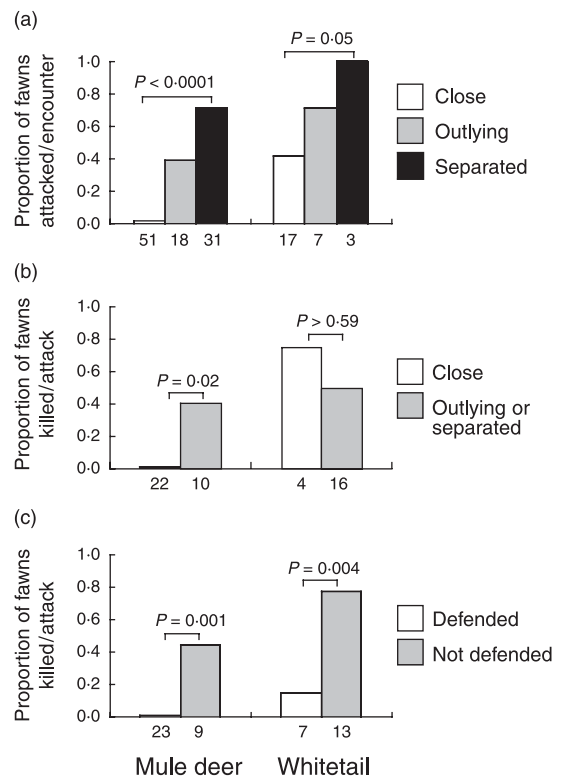 (a)
Proportion of fawns
attacked/encounter
1·0
0·8
0·6
0·4
0·2
0·0
P < 0·0001
P = 0·05
51 18 31 17 7 3
Close
Outlying
Separated
(b)
Proportion of fawns
killed/attack
1·0
0·8
0·6
0·4
0·2
0·0
P = 0·02
P > 0·59
22 10 4 16
Close
Outlying or
separated
(c)
Proportion of fawns
killed/attack
1·0
0·8
0·6
0·4
0·2
0·0
P = 0·001
P = 0·004
23 9 7 13
Defended
Not defended
Mule deer Whitetail